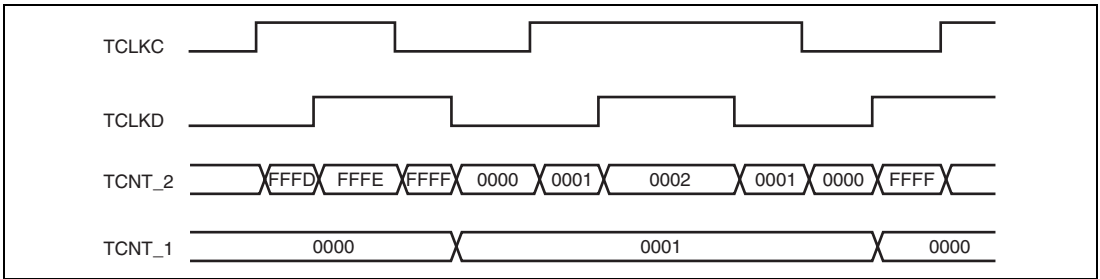 TCLKC
TCLKD
TCNT_2 FFFD FFFE FFFF 0000 0001 0002 0001 0000 FFFF
TCNT_1 0000 0001 0000